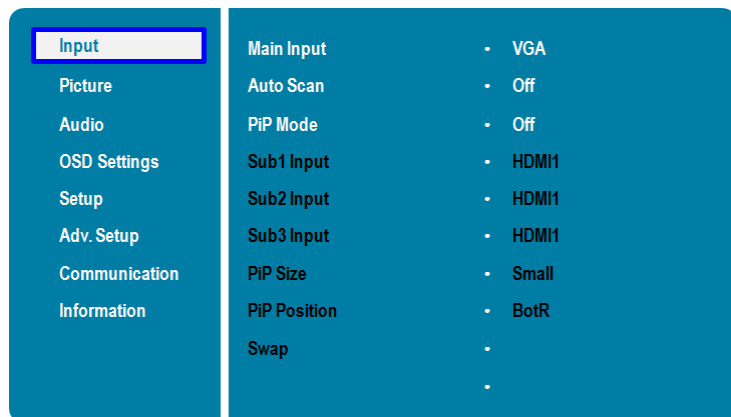 Input
Picture
Audio
OSD Settings
Setup
Adv. Setup
Communication
Information
Main Input • VGA
Auto Scan • Off
PiP Mode • Off
Sub1 Input • HDMI1
Sub2 Input • HDMI1
Sub3 Input • HDMI1
PiP Size • Small
PiP Position • BotR
Swap •
•